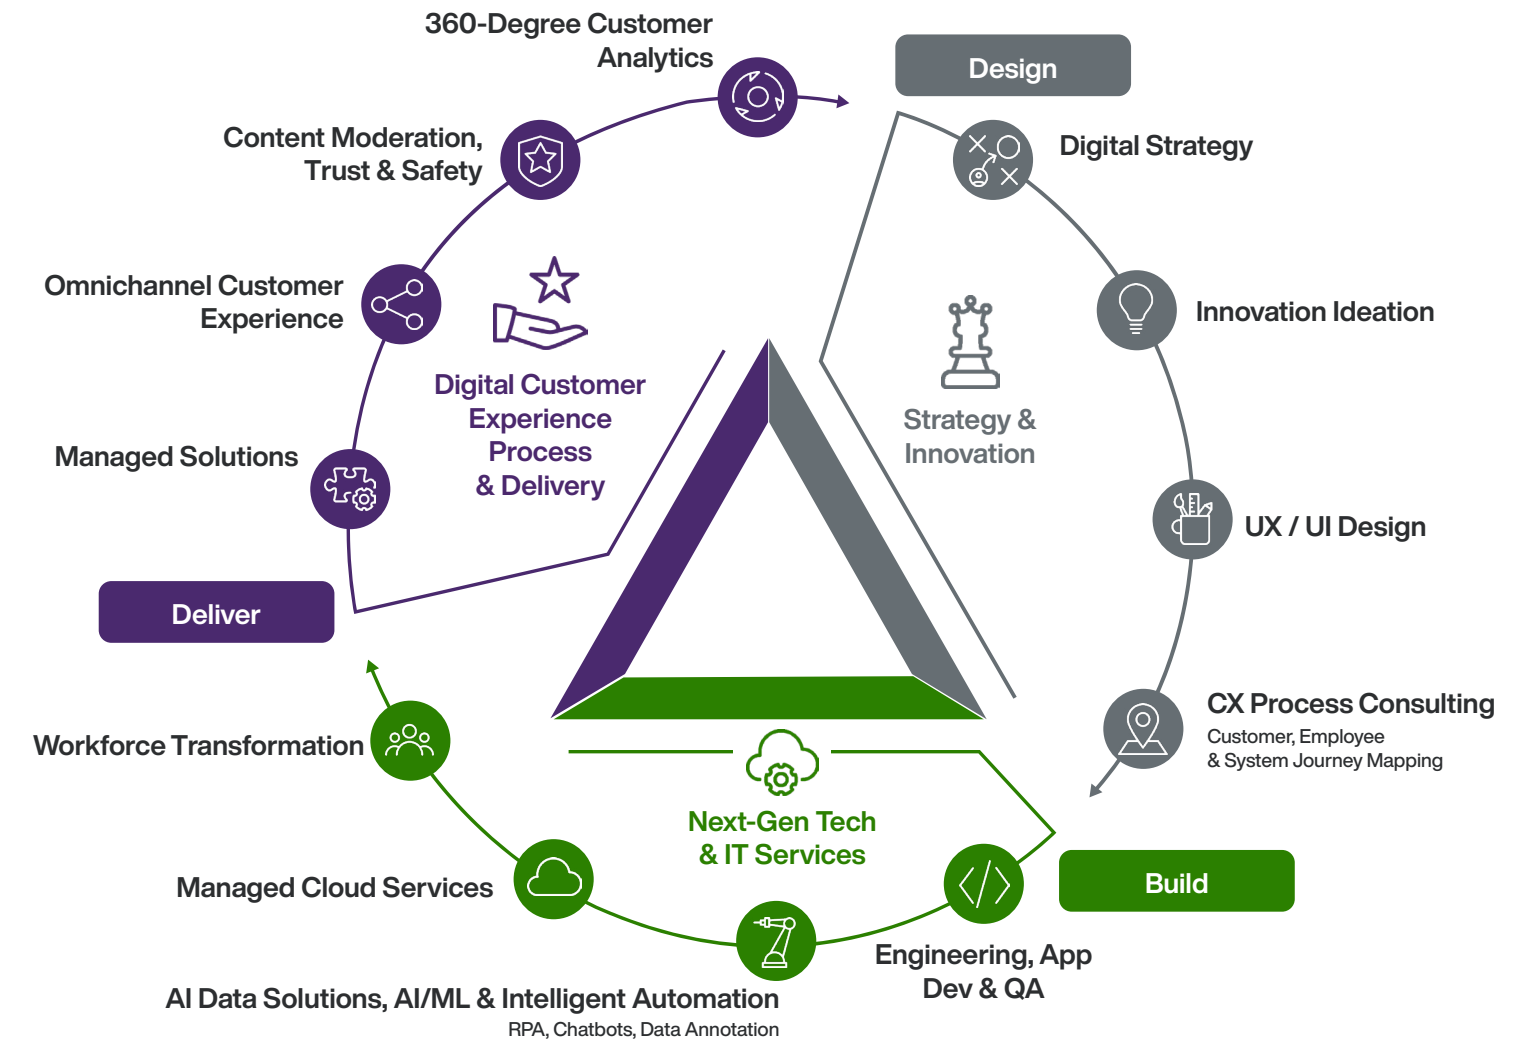 360-Degree Customer
Analytics
Design
Content Moderation,
Trust & Safety
Digital Strategy
Omnichannel Customer
Experience
Innovation Ideation
Digital Customer
Experience
Process
& Delivery
Strategy &
Innovation
Managed Solutions
UX / UI Design
Deliver
CX Process Consulting
Customer, Employee
& System Journey Mapping
Workforce Transformation
Next-Gen Tech
& IT Services
Managed Cloud Services
Build
Engineering, App
Dev & QA
AI Data Solutions, AI/ML & Intelligent Automation
RPA, Chatbots, Data Annotation